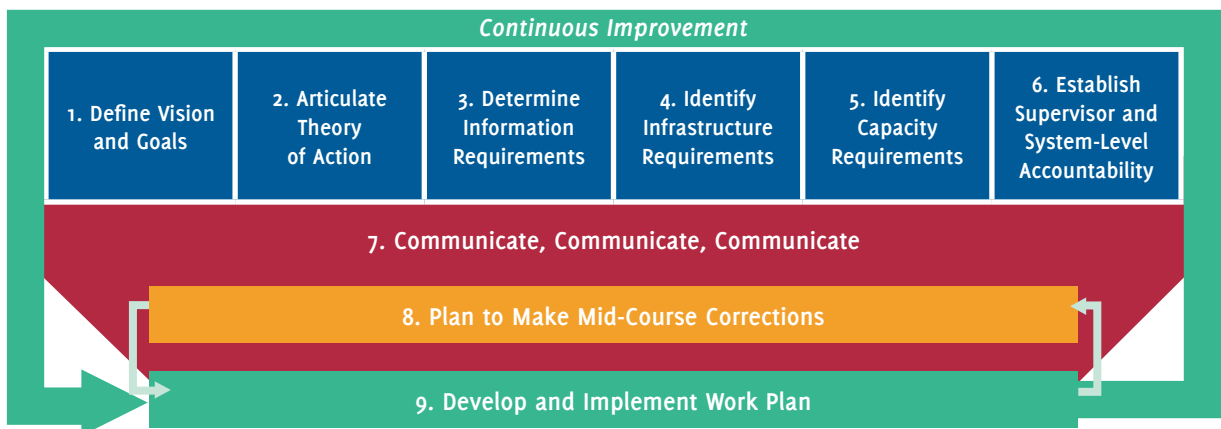 Continuous Improvement
1. Define Vision
and Goals
2. Articulate
Theory
of Action
3. Determine
Information
Requirements
4. Identify
Infrastructure
Requirements
5. Identify
Capacity
Requirements
6. Establish
Supervisor and
System-Level
Accountability
7. Communicate, Communicate, Communicate
8. Plan to Make Mid-Course Corrections
9. Develop and Implement Work Plan